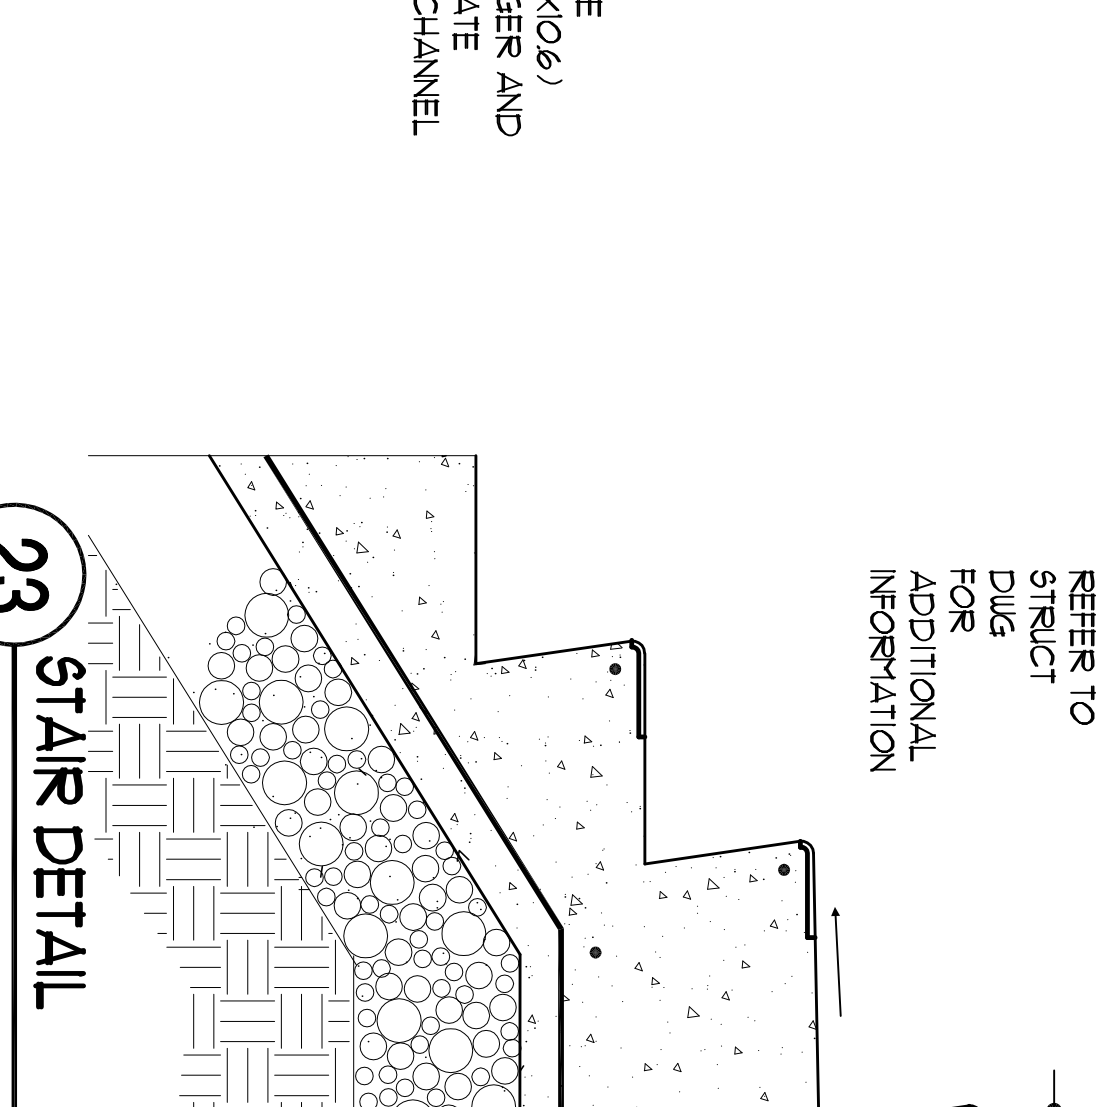 REFER TO
STRUCT
DWG
FOR
ADDITIONAL
INFORMATION
X10.6)
GER AND
ATE
CHANNEL
23
STAIR DETAIL